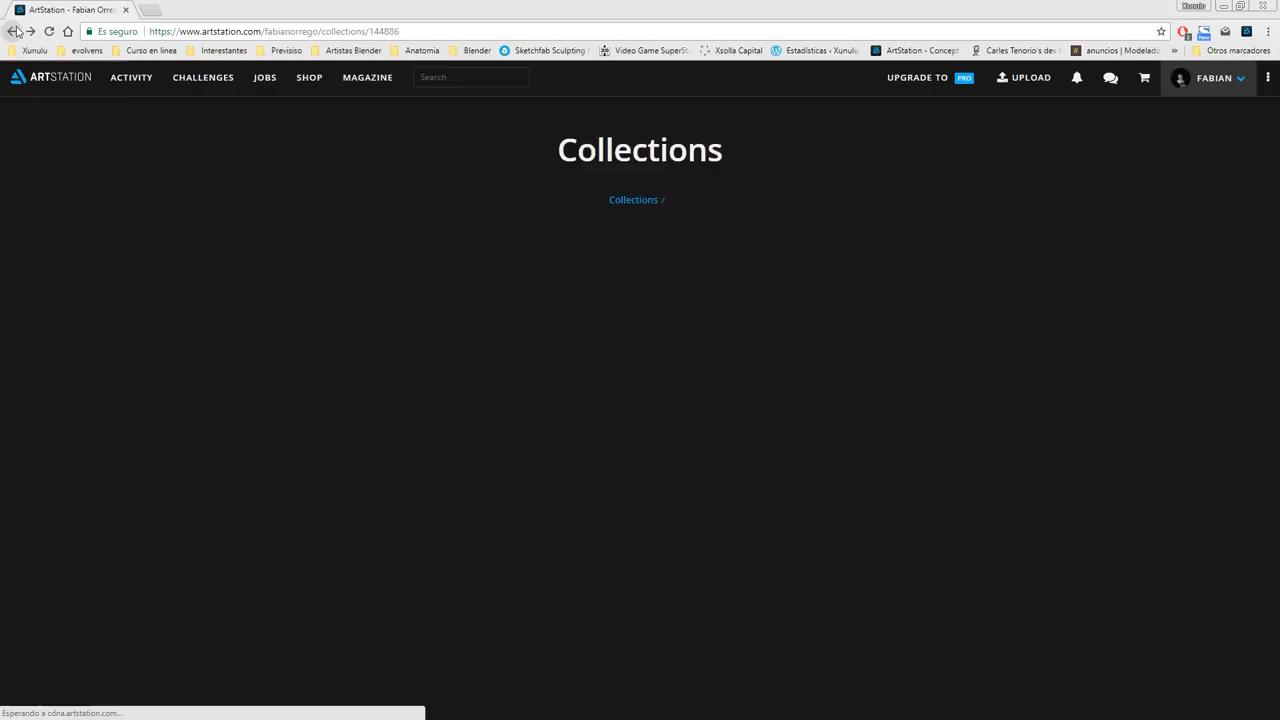 ArtStation - Fabian Orre
Xunulu
Es seguro
https://www.artstation.com/fabianorrego/collections/144886
Xunulu evolvens Curso en linea Interestantes Previsiso Artistas Blender Anatomia Blender Sketchfab Sculpting Video Game SuperSt Xsolla Capital Estadísticas ‹ Xunulu ArtStation - Concept Carles Tenorio's dev anuncios | Modelado » Otros marcadores
ARTSTATION ACTIVITY CHALLENGES JOBS SHOP MAGAZINE Search UPGRADE TO PRO UPLOAD FABIAN
Collections
Collections /
Esperando a cdna.artstation.com...